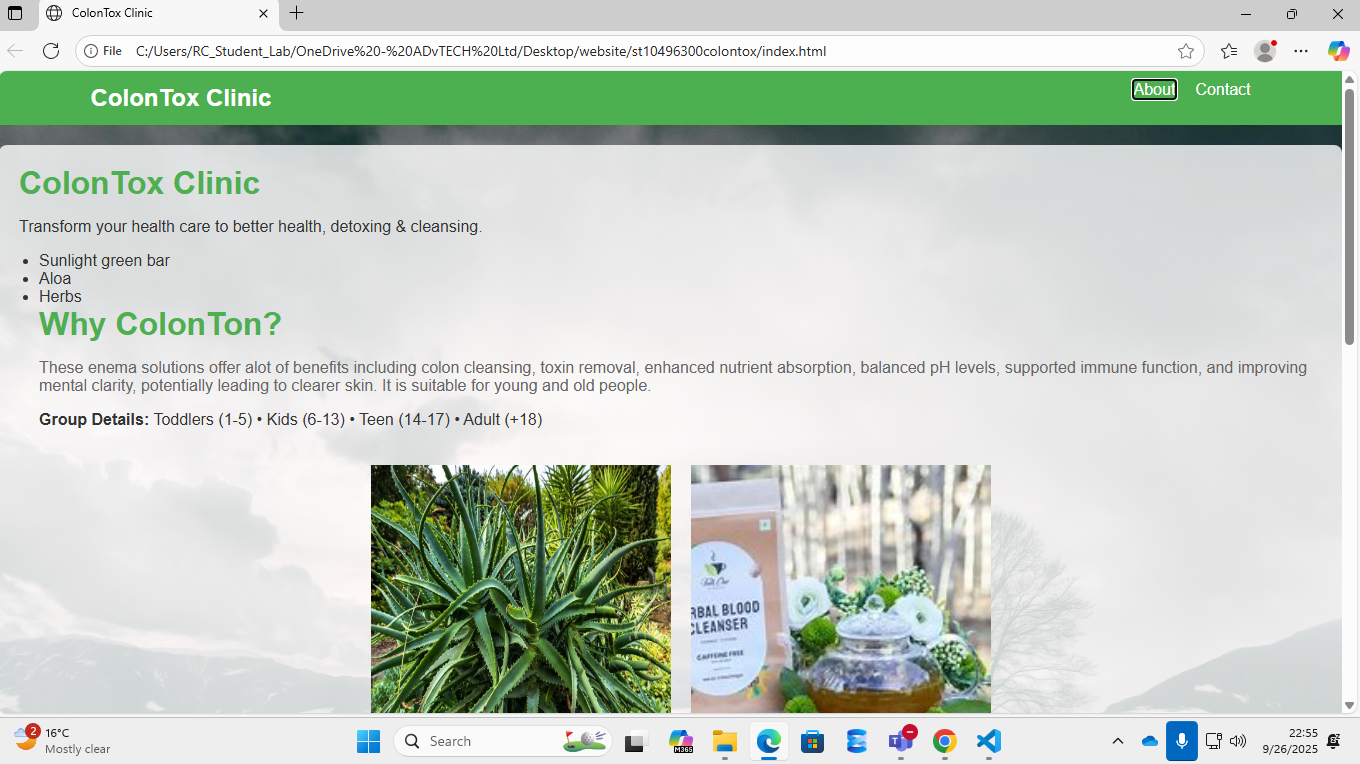 ColonTox Clinic
File
C:/Users/RC_Student_Lab/OneDrive%20-%20ADvTECH%20Ltd/Desktop/website/st10496300colontox/index.html
ColonTox Clinic
About
Contact
ColonTox Clinic
Transform your health care to better health, detoxing & cleansing.
• Sunlight green bar
• Aloa
• Herbs
Why ColonTon?
These enema solutions offer alot of benefits including colon cleansing, toxin removal, enhanced nutrient absorption, balanced pH levels, supported immune function, and improving
mental clarity, potentially leading to clearer skin. It is suitable for young and old people.
Group Details: Toddlers (1-5) • Kids (6-13) • Teen (14-17) • Adult (+18)
RBAL BLOOD
CLEANSER
CAFFEINE FREE
2
16°C
Mostly clear
Search
M365
22:55
9/26/2025